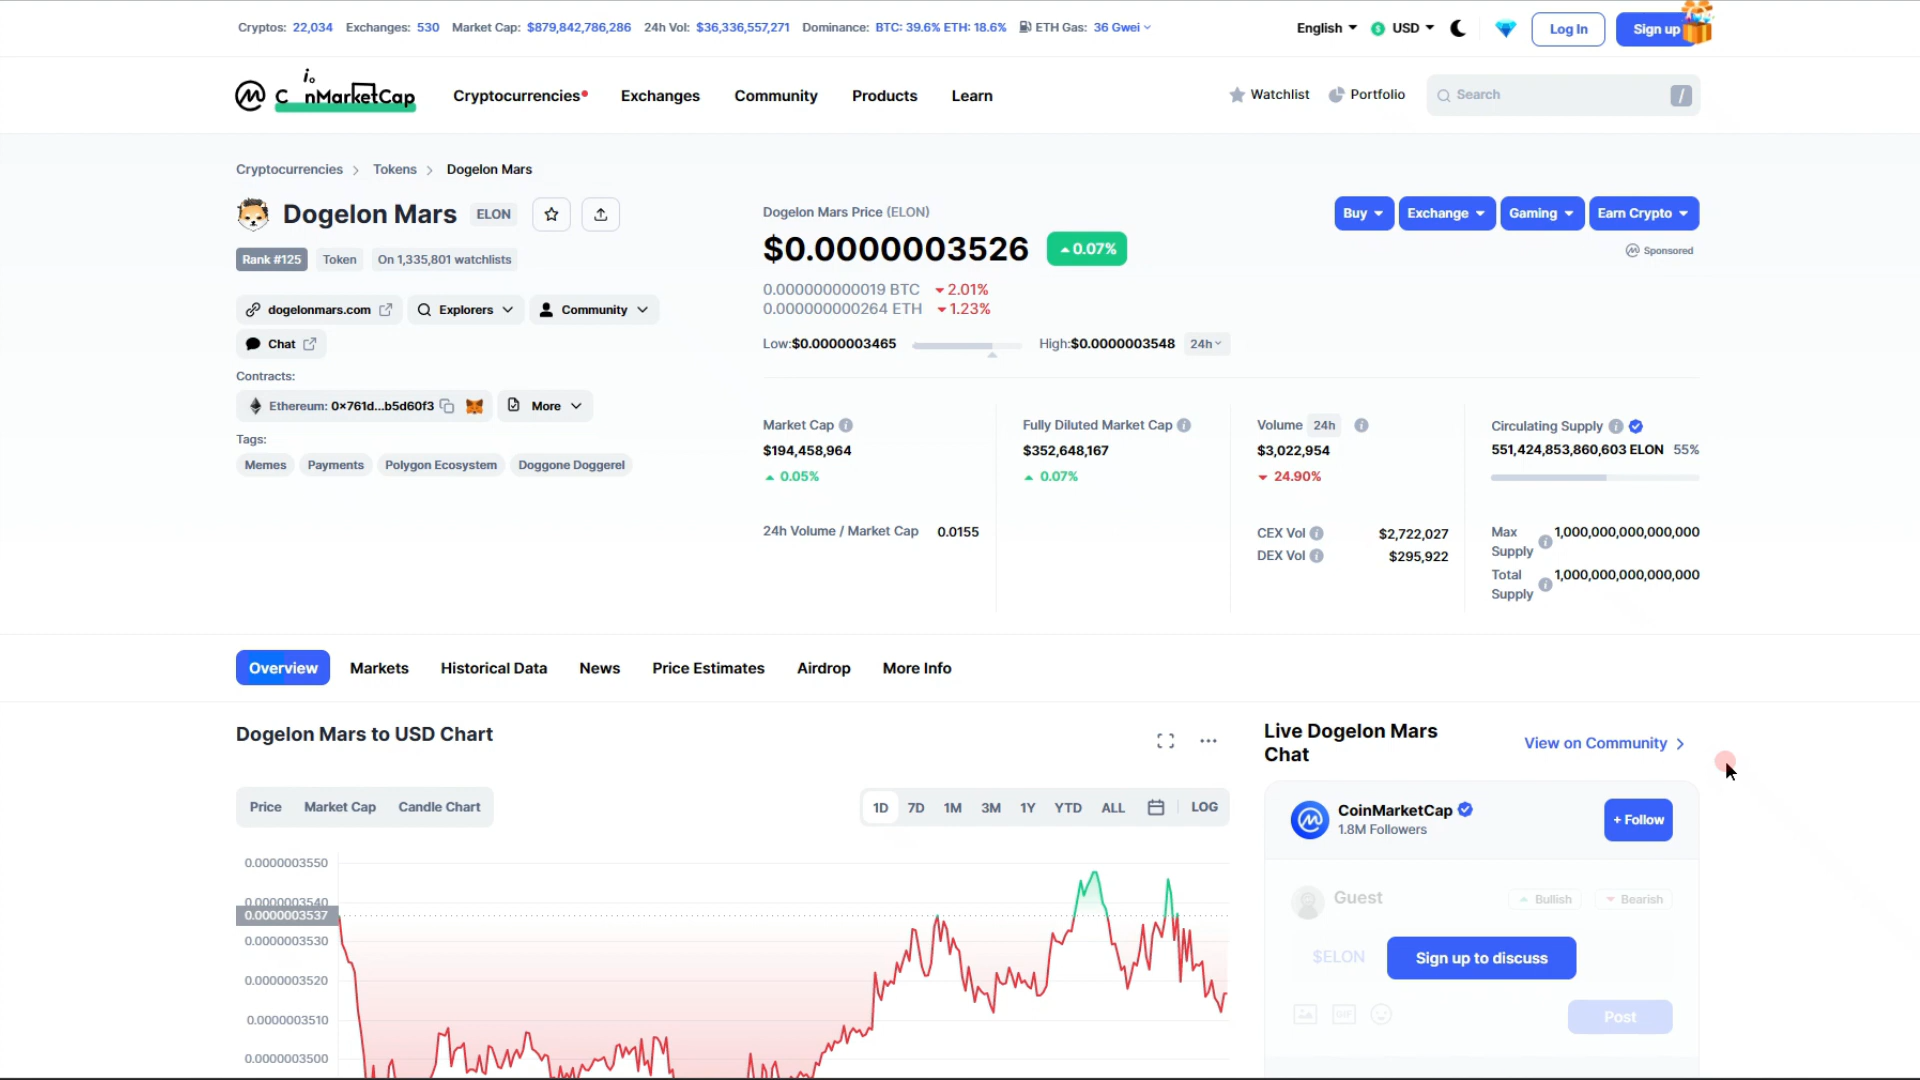 Cryptos: 22,034 Exchanges: 530 Market Cap: $879,842,786,286 24h Vol: $36,336,557,271 Dominance: BTC: 39.6% ETH: 18.6% ETH Gas: 36 Gwei
English USD Log In Sign up
CoinMarketCap Cryptocurrencies Exchanges Community Products Learn Watchlist Portfolio Search /
Cryptocurrencies > Tokens > Dogelon Mars
Dogelon Mars ELON
Rank #125 Token On 1,335,801 watchlists
dogelonmars.com Explorers Community
Chat
Contracts:
Ethereum: 0x761d...b5d60f3 More
Tags:
Memes Payments Polygon Ecosystem Doggone Doggerel
Dogelon Mars Price (ELON)
$0.0000003526 0.07%
0.000000000019 BTC 2.01%
0.000000000264 ETH 1.23%
Low:$0.0000003465 High:$0.0000003548 24h
Buy Exchange Gaming Earn Crypto
Sponsored
Market Cap
$194,458,964
0.05%
24h Volume / Market Cap 0.0155
Fully Diluted Market Cap
$352,648,167
0.07%
Volume 24h
$3,022,954
24.90%
CEX Vol $2,722,027
DEX Vol $295,922
Circulating Supply
551,424,853,860,603 ELON 55%
Max Supply 1,000,000,000,000,000
Total Supply 1,000,000,000,000,000
Overview Markets Historical Data News Price Estimates Airdrop More Info
Dogelon Mars to USD Chart
Price Market Cap Candle Chart 1D 7D 1M 3M 1Y YTD ALL LOG
0.0000003550
0.0000003540
0.0000003537
0.0000003530
0.0000003520
0.0000003510
0.0000003500
Live Dogelon Mars
Chat
View on Community >
CoinMarketCap
1.8M Followers
+ Follow
Guest Bullish Bearish
$ELON Sign up to discuss
GIF Post